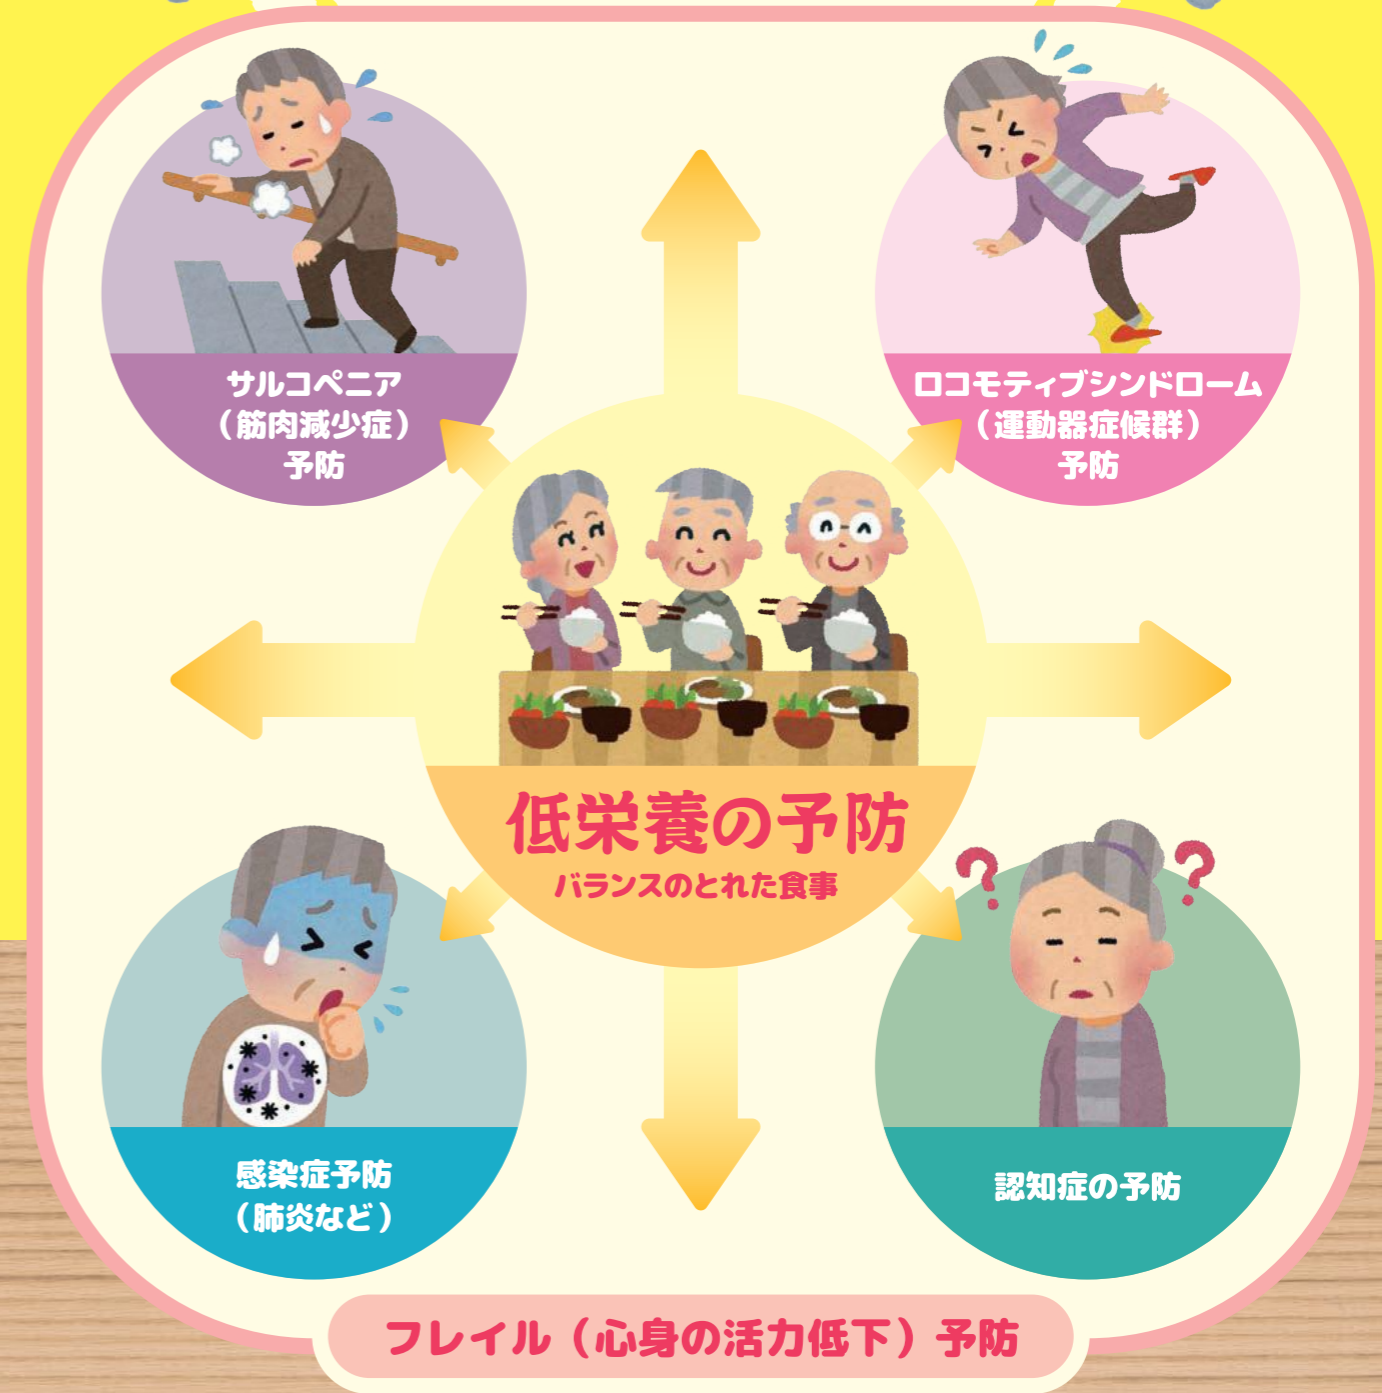 サルコペニア
（筋肉減少症）
予防
ロコモティブシンドローム
（運動器症候群）
予防
低栄養の予防
バランスのとれた食事
感染症予防
（肺炎など）
認知症の予防
フレイル（心身の活力低下）予防